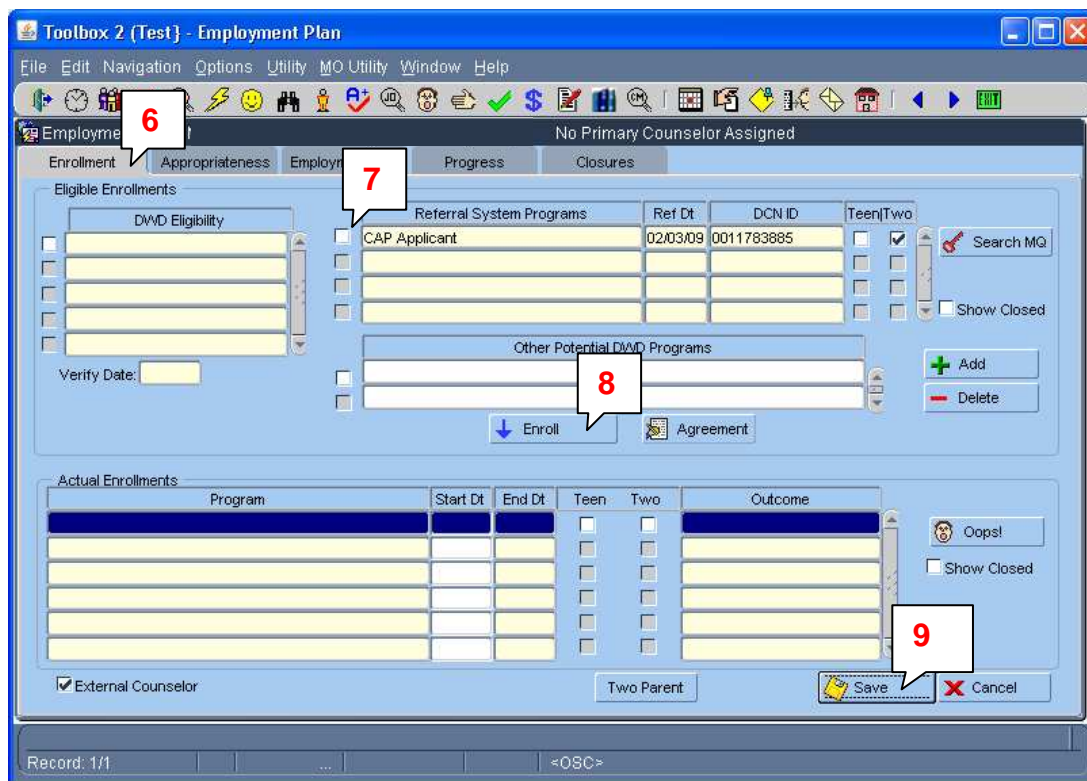 Toolbox 2 (Test} - Employment Plan
File Edit Navigation Options Utility MO Utility Window Help
6
Employme t No Primary Counselor Assigned
Enrollment Appropriateness Employm Progress Closures
7
Eligible Enrollments
DWD Eligibility Referral System Programs Ref Dt DCN ID Teen|Two
CAP Applicant 02/03/09 0011783885 Search MQ
Show Closed
Other Potential DWD Programs
Verify Date: Add
8
Delete
Enroll Agreement
Actual Enrollments
Program Start Dt End Dt Teen Two Outcome
Oops!
Show Closed
9
External Counselor Two Parent Save Cancel
Record: 1/1 ... <OSC>